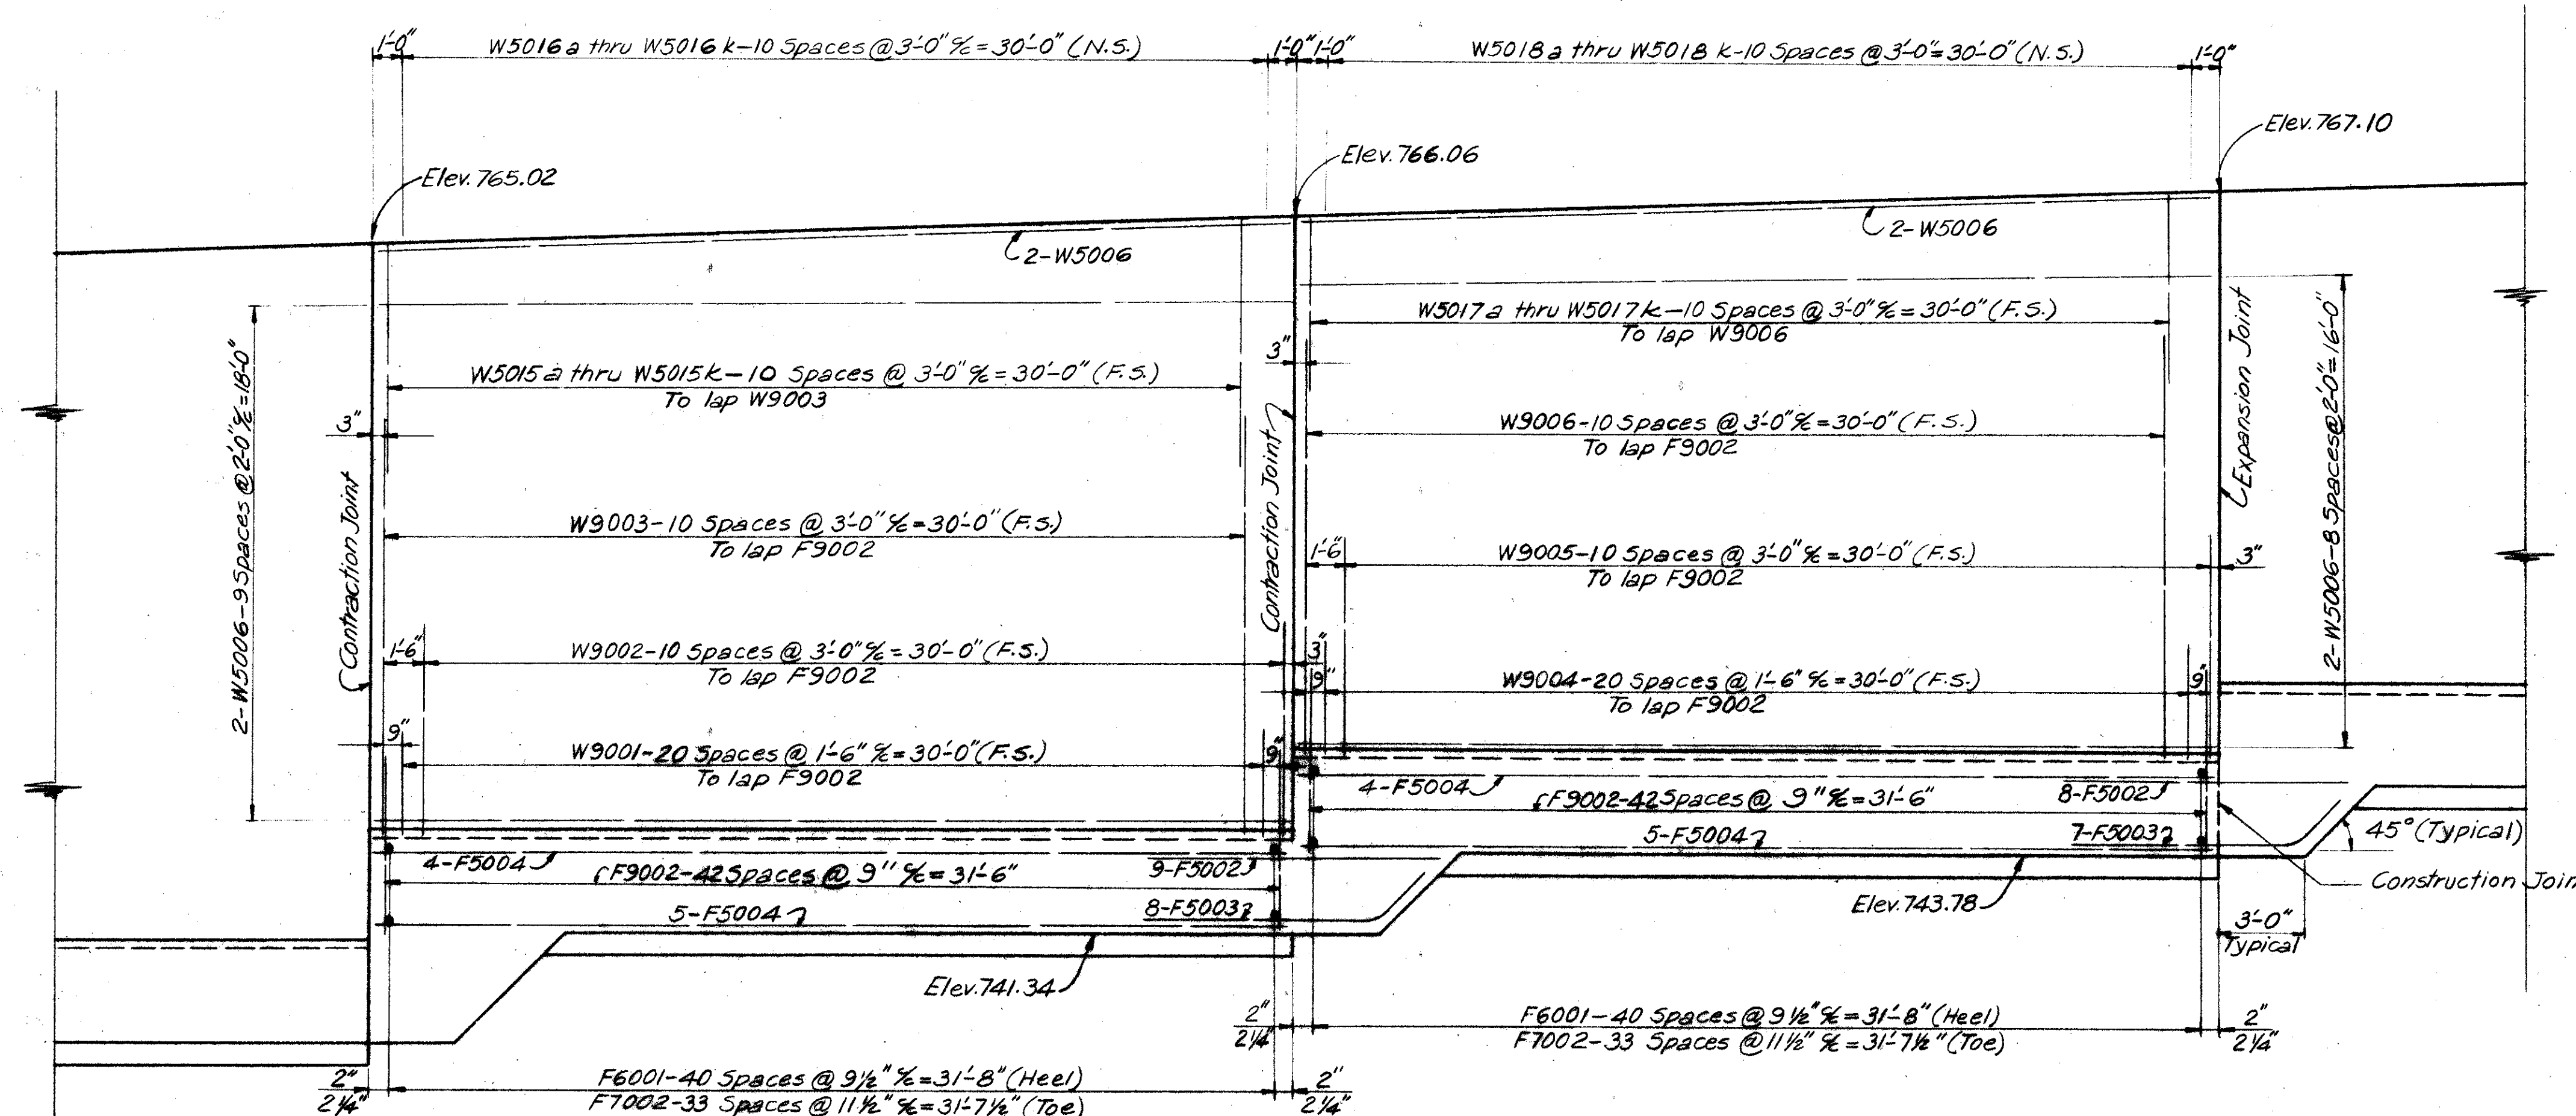 1'-0"
W5016 a thru W5016 k-10 Spaces @ 3'-0" ℄ = 30'-0" (N.S.)
1'-0" 1'-0"
W5018 a thru W5018 k-10 Spaces @ 3'-0" = 30'-0" (N.S.)
1'-0"
Elev. 767.10
Elev. 766.06
Elev. 765.02
2-W5006
2-W5006
W5017 a thru W5017 k-10 Spaces @ 3'-0" ℄ = 30'-0" (F.S.)
To lap W9006
3"
W5015 a thru W5015 k-10 Spaces @ 3'-0" ℄ = 30'-0" (F.S.)
To lap W9003
2-W5006-9 Spaces @ 2'-0" ℄ = 18'-0"
3"
Contraction Joint
Contraction Joint
Expansion Joint
2-W5006-8 Spaces @ 2'-0" = 16'-0"
W9006-10 Spaces @ 3'-0" ℄ = 30'-0" (F.S.)
To lap F9002
W9003-10 Spaces @ 3'-0" ℄ = 30'-0" (F.S.)
To lap F9002
1'-6
W9005-10 Spaces @ 3'-0" ℄ = 30'-0" (F.S.)
To lap F9002
3"
1'-6"
W9002-10 Spaces @ 3'-0" ℄ = 30'-0" (F.S.)
To lap F9002
3"
9"
W9004-20 Spaces @ 1'-6" ℄ = 30'-0" (F.S.)
To lap F9002
9"
9"
W9001-20 Spaces @ 1'-6" ℄ = 30'-0" (F.S.)
To lap F9002
9"
4-F5004
F9002-42 Spaces @ 9" ℄ = 31'-6"
8-F5002
5-F5004
7-F5003
45° (Typical)
4-F5004
F9002-42 Spaces @ 9" ℄ = 31'-6"
9-F5002
5-F5004
8-F5003
Elev. 743.78
Construction Join
3'-0"
Typical
Elev. 741.34
2"
2¼"
F6001-40 Spaces @ 9½" ℄ = 31'-8" (Heel)
F7002-33 Spaces @ 11½" ℄ = 31'-7½" (Toe)
2"
2¼"
2"
2¼"
F6001-40 Spaces @ 9½" ℄ = 31'-8" (Heel)
F7002-33 Spaces @ 11½" ℄ = 31'-7½" (Toe)
2"
2¼"